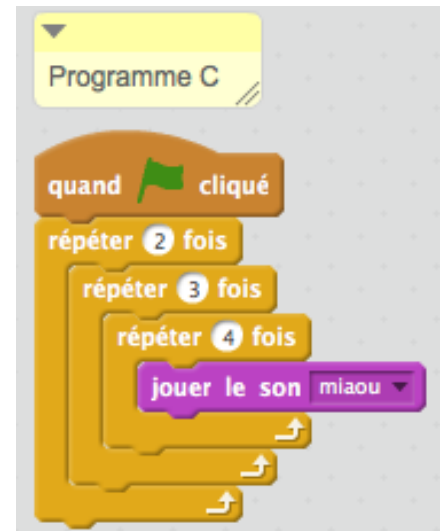 Programme C
quand cliqué
répéter 2 fois
répéter 3 fois
répéter 4 fois
jouer le son miaou